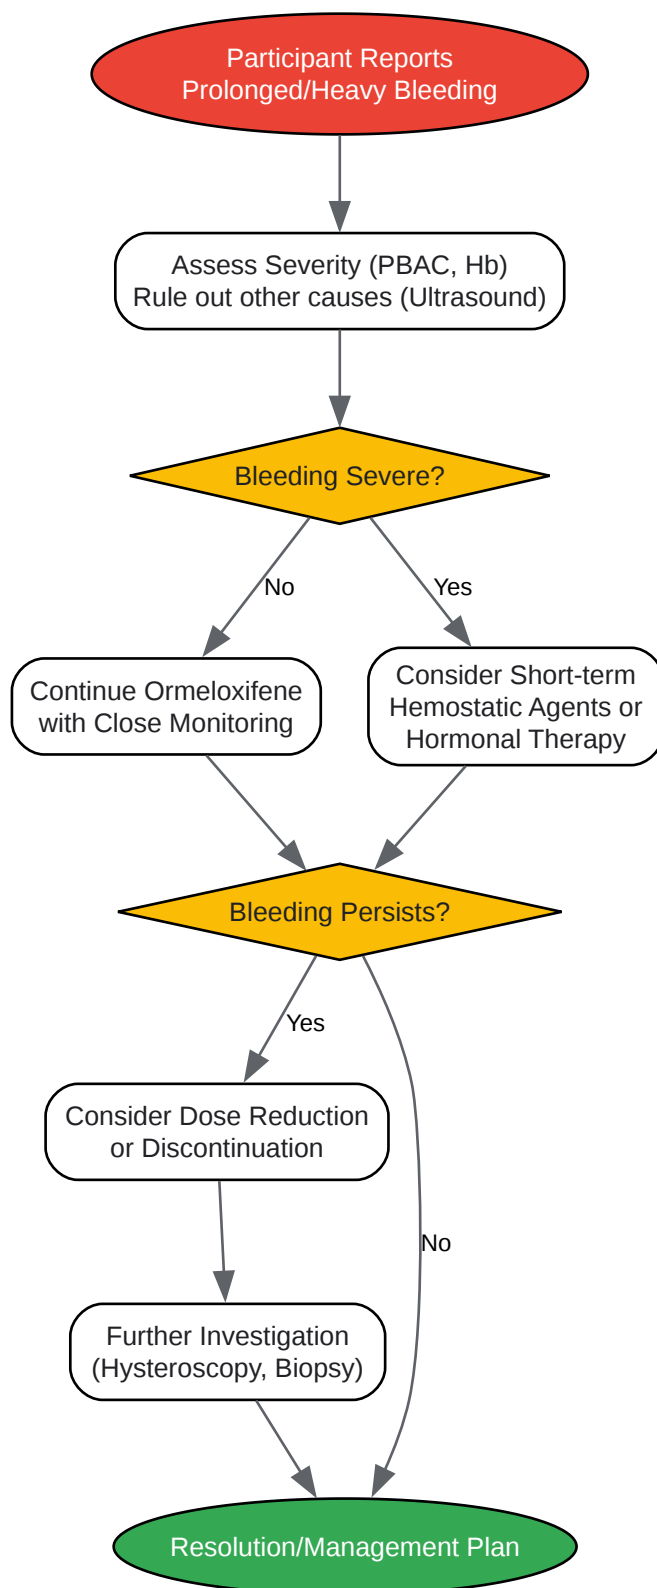 Participant Reports
Prolonged/Heavy Bleeding
Assess Severity (PBAC, Hb)
Rule out other causes (Ultrasound)
Bleeding Severe?
No
Yes
Continue Ormeloxifene
with Close Monitoring
Consider Short-term
Hemostatic Agents or
Hormonal Therapy
Bleeding Persists?
Yes
Consider Dose Reduction
or Discontinuation
No
Further Investigation
(Hysteroscopy, Biopsy)
Resolution/Management Plan